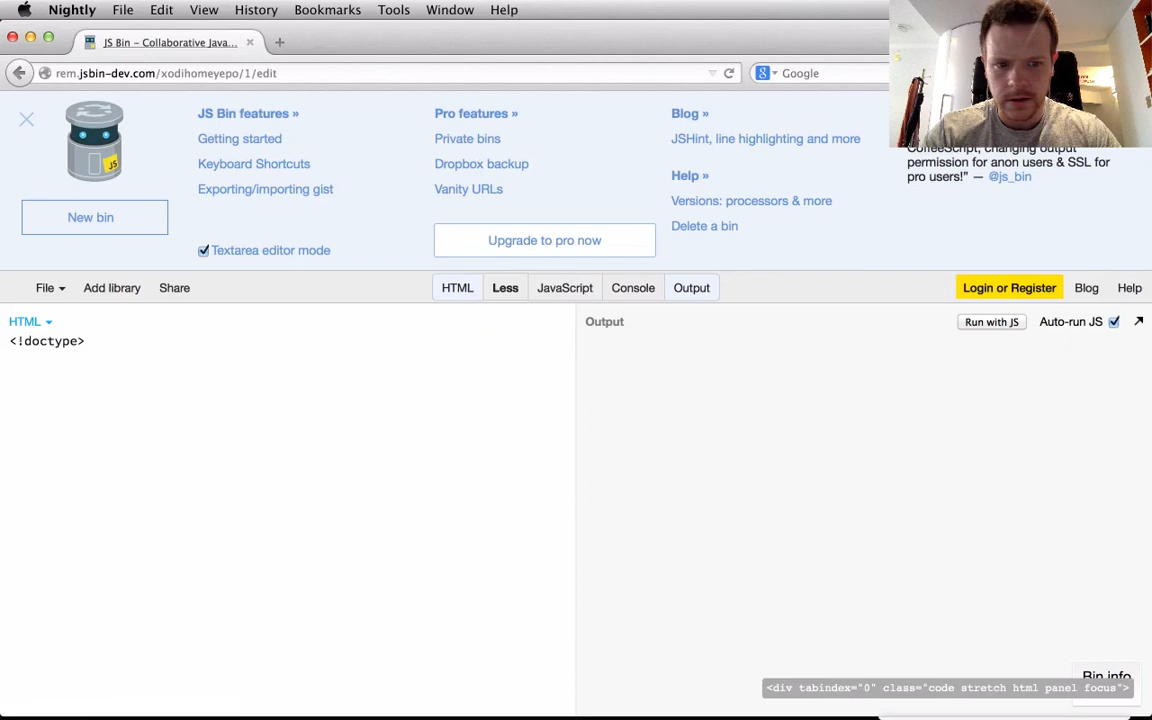 Nightly File Edit View History Bookmarks Tools Window Help
JS Bin – Collaborative Java...
rem.jsbin-dev.com/xodihomeyepo/1/edit
Google
JS Bin features »
Getting started
Keyboard Shortcuts
Exporting/importing gist
Textarea editor mode
JS
New bin
Pro features »
Private bins
Dropbox backup
Vanity URLs
Upgrade to pro now
Blog »
JSHint, line highlighting and more
Help »
Versions: processors & more
Delete a bin
CoffeeScript, changing output
permission for anon users & SSL for
pro users!” — @js_bin
File Add library Share HTML Less JavaScript Console Output Login or Register Blog Help
HTML
<!doctype>
Output Run with JS Auto-run JS
Bin info
<div tabindex="0" class="code stretch html panel focus">